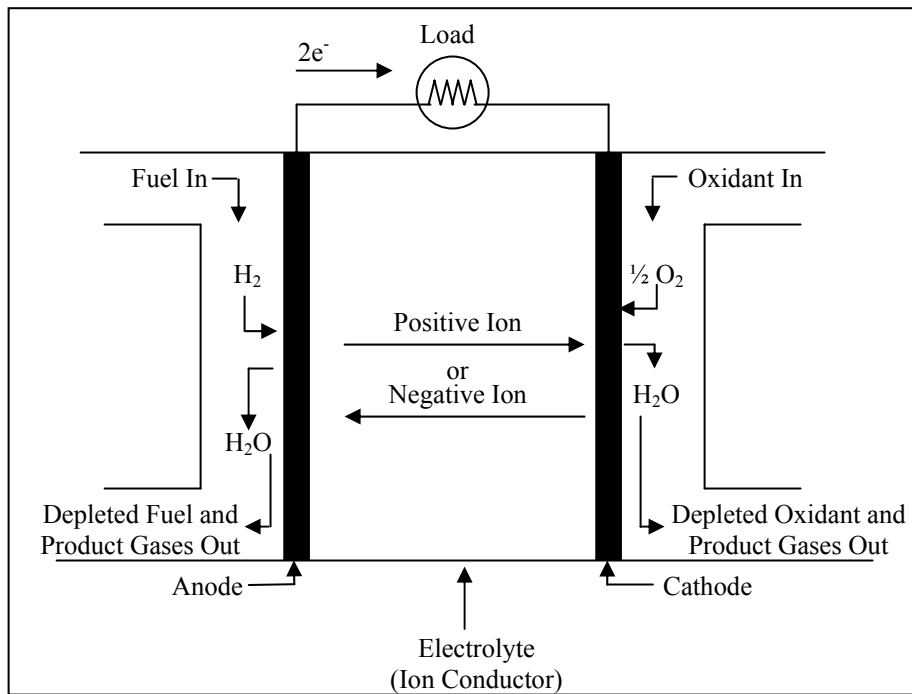 Load
2e⁻
Fuel In
Oxidant In
H₂
½ O₂
Positive Ion
or
Negative Ion
H₂O
H₂O
Depleted Fuel and
Product Gases Out
Depleted Oxidant and
Product Gases Out
Anode
Cathode
Electrolyte
(Ion Conductor)